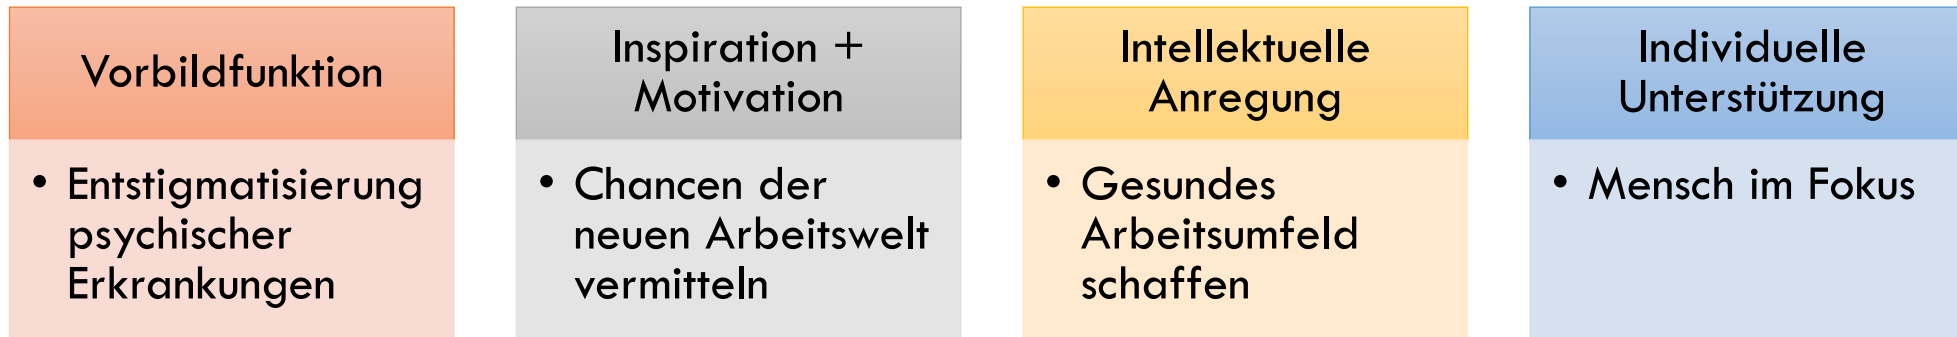 Vorbildfunktion
• Entstigmatisierung
psychischer
Erkrankungen
Inspiration +
Motivation
• Chancen der
neuen Arbeitswelt
vermitteln
Intellektuelle
Anregung
• Gesundes
Arbeitsumfeld
schaffen
Individuelle
Unterstützung
• Mensch im Fokus